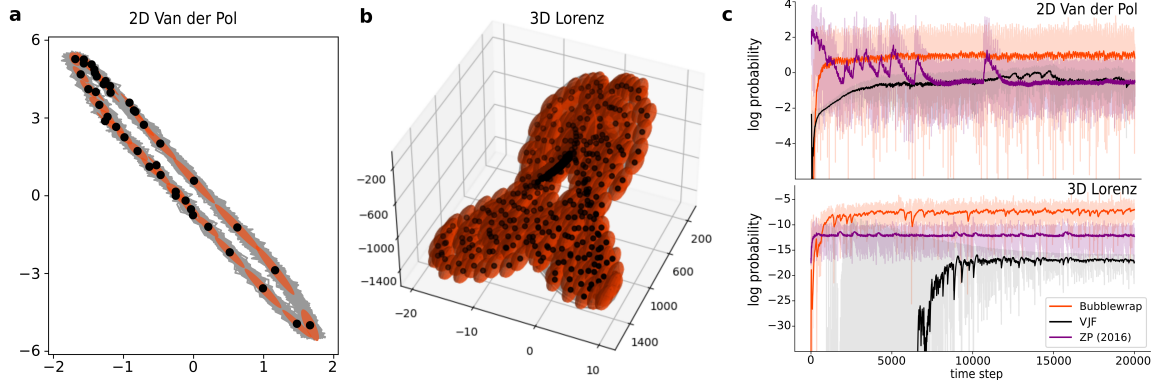 a
2D Van der Pol
6
3
0
−3
−6
−2
−1
0
1
2
b
3D Lorenz
−200
−600
−1000
−1400
−20
−10
0
10
200
600
1000
1400
c
2D Van der Pol
log probability
4
2
0
−2
−4
3D Lorenz
log probability
−5
−10
−15
−20
−25
−30
Bubblewrap
VJF
ZP (2016)
0
5000
10000
15000
20000
time step